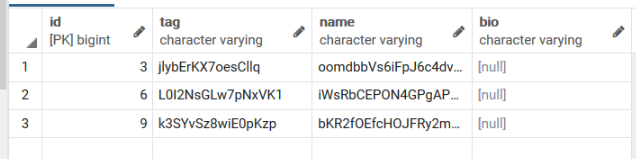 id tag name bio
[PK] bigint character varying character varying character varying
1 3 jlybErKX7oesCllq oomdbbVs6iFpJ6c4dv... [null]
2 6 L0I2NsGLw7pNxVK1 iWsRbCEPON4GPgAP... [null]
3 9 k3SYvSz8wiE0pKzp bKR2fOEfcHOJFRy2m... [null]